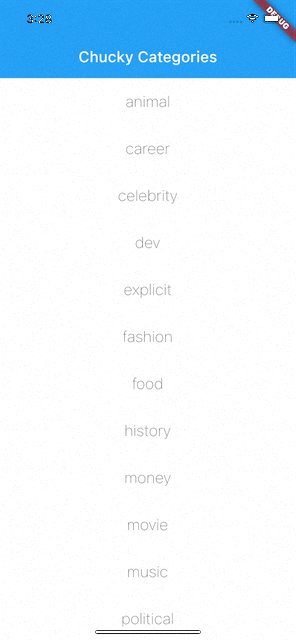 3:28
DEBUG
Chucky Categories
animal
career
celebrity
dev
explicit
fashion
food
history
money
movie
music
political